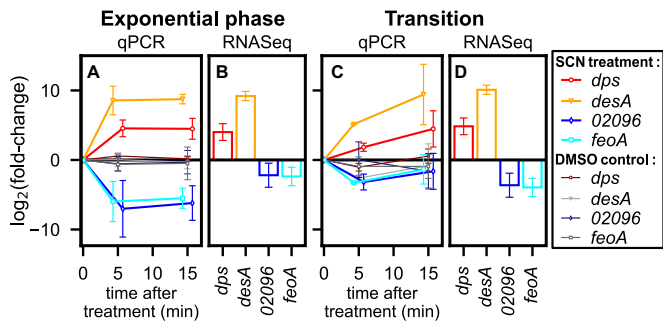 Exponential phase Transition
qPCR RNASeq qPCR RNASeq
A B C D
log2(fold-change)
10
0
−10
0 5 10 15
time after
treatment (min)
dps desA 02096 feoA
0 5 10 15
time after
treatment (min)
dps desA 02096 feoA
SCN treatment :
dps
desA
02096
feoA
DMSO control :
dps
desA
02096
feoA